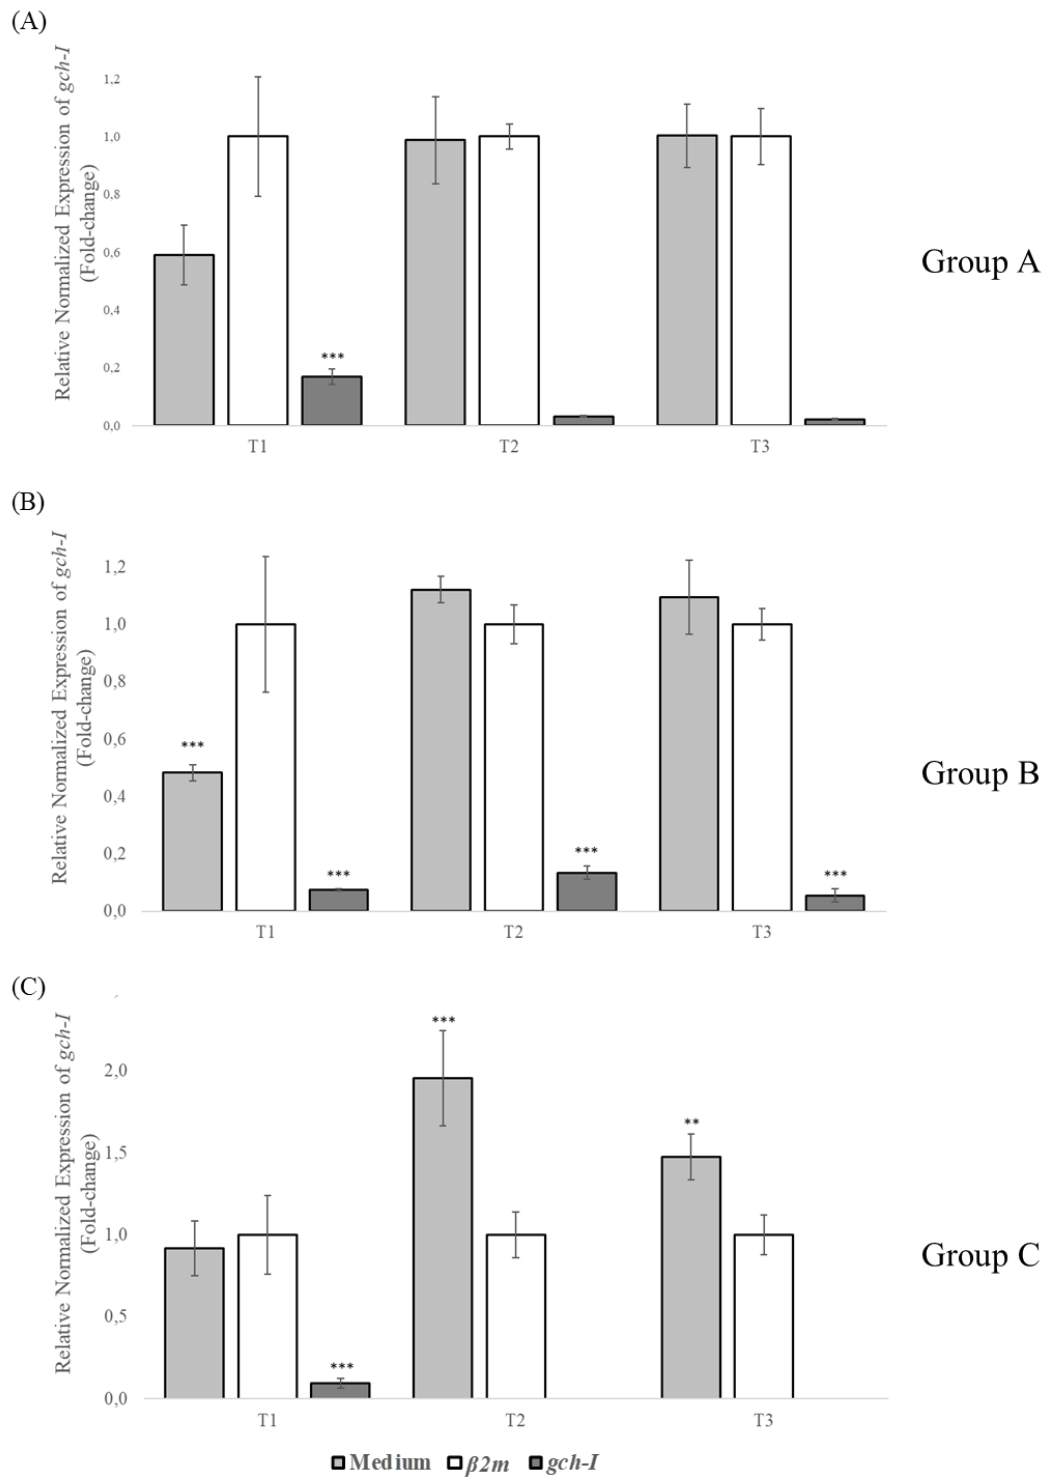 (A)
Relative Normalized Expression of gch-I
(Fold-change)
1,2
1,0
0,8
0,6
0,4
0,2
0,0
***
T1 T2 T3
Group A
(B)
Relative Normalized Expression of gch-I
(Fold-change)
1,2
1,0
0,8
0,6
0,4
0,2
0,0
***
***
***
***
T1 T2 T3
Group B
(C)
Relative Normalized Expression of gch-I
(Fold-change)
2,0
1,5
1,0
0,5
0,0
***
***
**
T1 T2 T3
Group C
Medium β2m gch-I